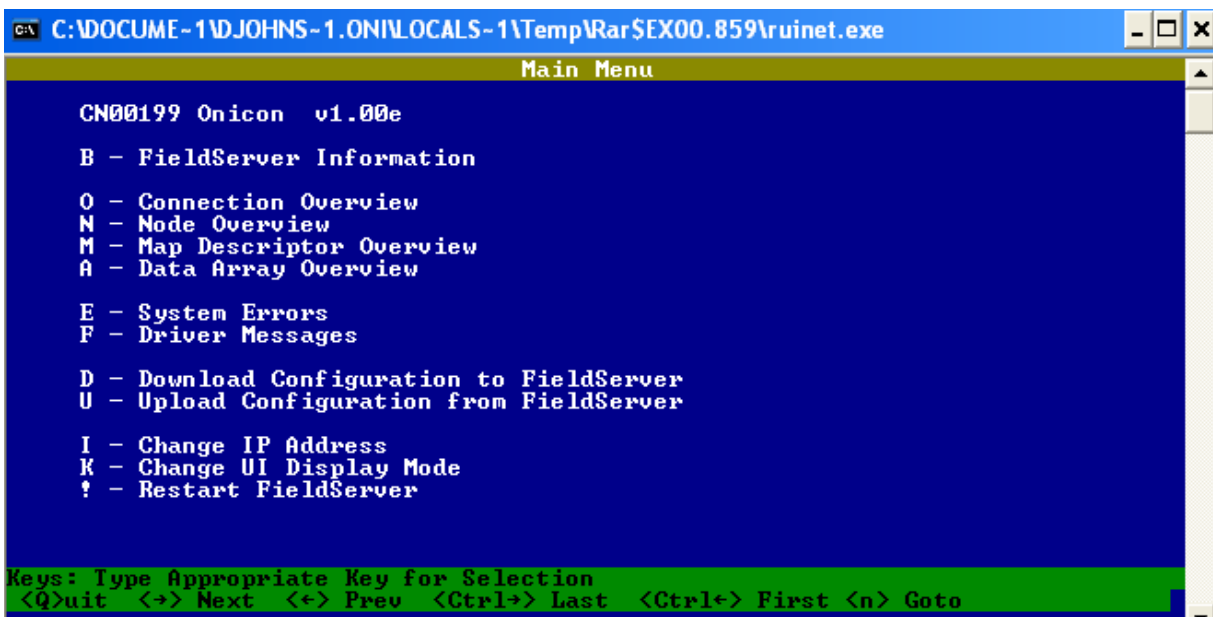 C:\DOCUME~1\DJOHNS~1.ONI\LOCALS~1\Temp\Rar$EX00.859\ruinet.exe
Main Menu
CN00199 Onicon v1.00e
B - FieldServer Information
O - Connection Overview
N - Node Overview
M - Map Descriptor Overview
A - Data Array Overview
E - System Errors
F - Driver Messages
D - Download Configuration to FieldServer
U - Upload Configuration from FieldServer
I - Change IP Address
K - Change UI Display Mode
! - Restart FieldServer
Keys: Type Appropriate Key for Selection
<Q>uit <→> Next <←> Prev <Ctrl→> Last <Ctrl←> First <n> Goto